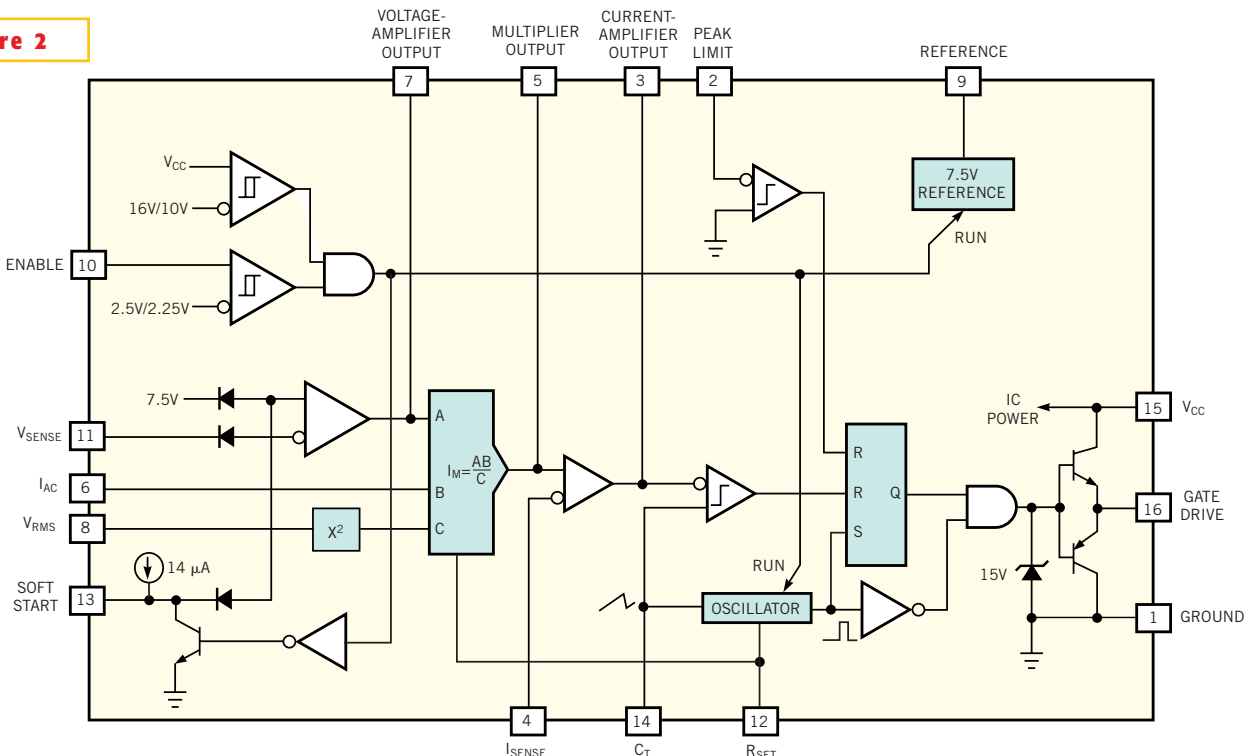 re 2
VOLTAGE-
AMPLIFIER
OUTPUT
MULTIPLIER
OUTPUT
CURRENT-
AMPLIFIER
OUTPUT
PEAK
LIMIT
REFERENCE
7
5
3
2
9
VCC
16V/10V
7.5V
REFERENCE
RUN
ENABLE
10
2.5V/2.25V
7.5V
VSENSE
11
IAC
6
VRMS
8
X²
A
B
C
IM=AB/C
R
R
S
Q
IC
POWER
15
VCC
16
GATE
DRIVE
15V
14 µA
SOFT
START
13
RUN
OSCILLATOR
1
GROUND
4
14
12
ISENSE
CT
RSET